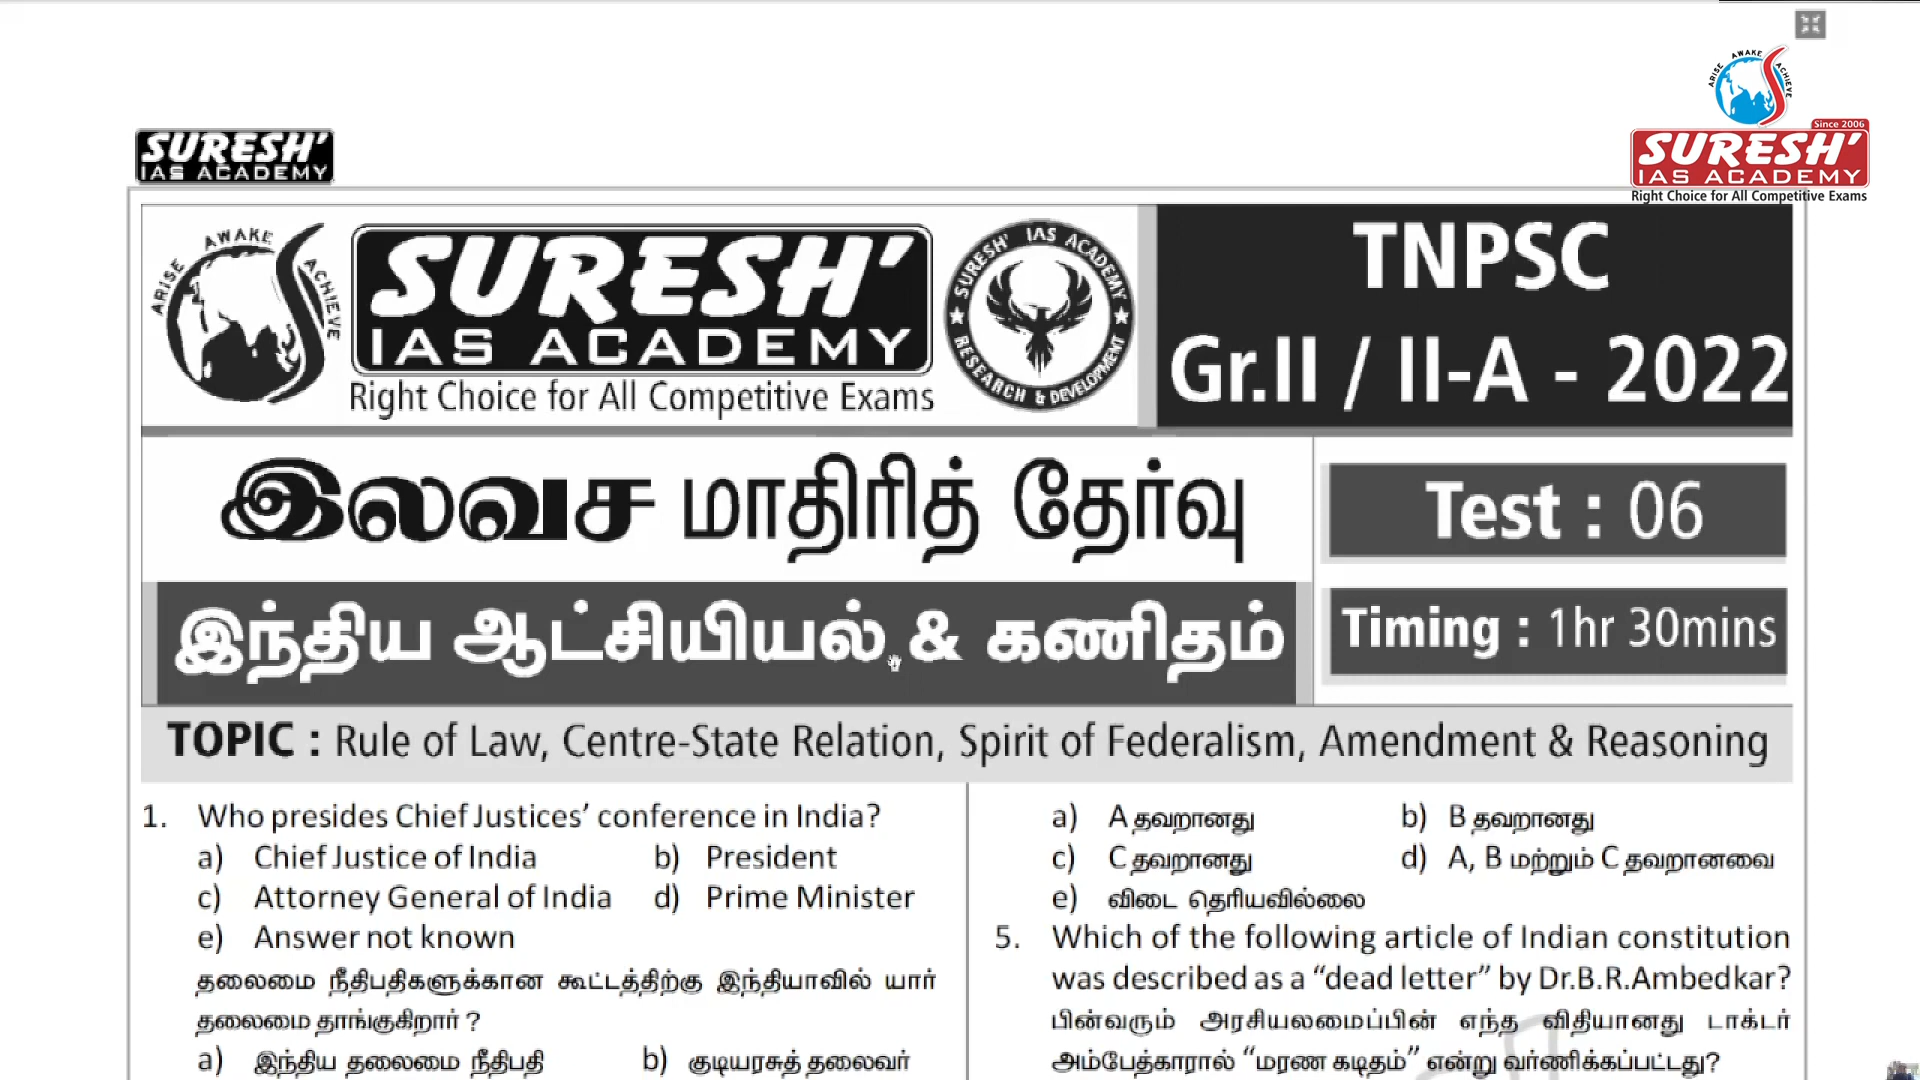 ARISE AWAKE ACHIEVE
Since 2006
SURESH'
IAS ACADEMY
Right Choice for All Competitive Exams
SURESH'
IAS ACADEMY
ARISE AWAKE ACHIEVE
SURESH'
IAS ACADEMY
Right Choice for All Competitive Exams
SURESH' IAS ACADEMY
RESEARCH & DEVELOPMENT
TNPSC
Gr.II / II-A - 2022
இலவச மாதிரித் தேர்வு
இந்திய ஆட்சியியல் & கணிதம்
Test : 06
Timing : 1hr 30mins
TOPIC : Rule of Law, Centre-State Relation, Spirit of Federalism, Amendment & Reasoning
1. Who presides Chief Justices’ conference in India?
a) Chief Justice of India b) President
c) Attorney General of India d) Prime Minister
e) Answer not known
தலைமை நீதிபதிகளுக்கான கூட்டத்திற்கு இந்தியாவில் யார்
தலைமை தாங்குகிறார் ?
a) இந்திய தலைமை நீதிபதி b) குடியரசுத் தலைவர்
a) A தவறானது b) B தவறானது
c) C தவறானது d) A, B மற்றும் C தவறானவை
e) விடை தெரியவில்லை
5. Which of the following article of Indian constitution
was described as a “dead letter” by Dr.B.R.Ambedkar?
பின்வரும் அரசியலமைப்பின் எந்த விதியானது டாக்டர்
அம்பேத்காரால் “மரண கடிதம்” என்று வர்ணிக்கப்பட்டது?